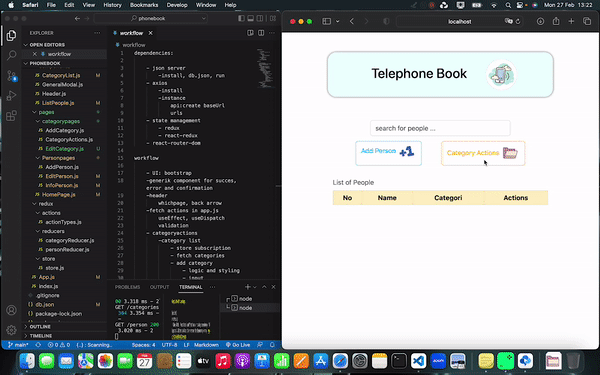 Safari File Edit View History Bookmarks Develop Window Help
Mon 27 Feb 13:22
phonebook
EXPLORER
OPEN EDITORS
workflow
PHONEBOOK
CategoryList.js
GeneralModal.js
Header.js
ListPeople.js
pages
categorypages
AddCategory.js
CategoryActions.js
EditCategory.js U
Personpages
AddPerson.js
EditPerson.js
InfoPerson.js
HomePage.js
redux
actions
actionTypes.js
reducers
categoryReducer.js
personReducer.js
store
store.js
App.js
index.js
.gitignore
db.json
package-lock.json
OUTLINE
TIMELINE
workflow
dependencies:
- json server
-install, db.json, run
- axios
-install
-instance
api:create baseUrl
urls
- state management
- redux
- react-redux
- react-router-dom
workflow
- UI: bootstrap
-generik component for succes,
error and confirmation
-header
whichpage, back arrow
-fetch actions in app.js
useEffect, useDispatch
validation
- categoryactions
-category list
- store subscription
- fetch categories
- add category
- logic and styling
- input
PROBLEMS OUTPUT TERMINAL
00 3.318 ms - 2
GET /categories
304 3.354 ms -
GET /person 200
3.020 ms - 2
node
node
main* 0 0 (..) Scanning..
Spaces: 4 UTF-8 LF Markdown Go Live
localhost
Telephone Book
search for people ...
Add Person +1
Category Actions
List of People
No Name Categori Actions